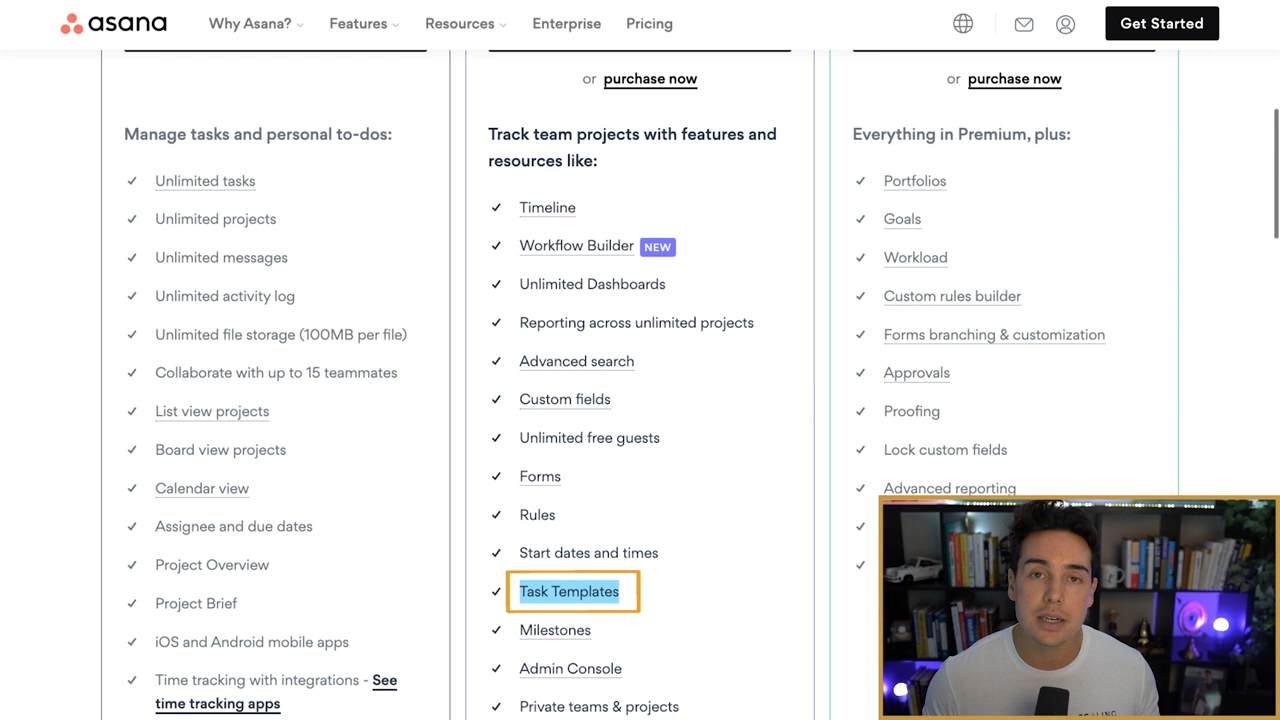 asana
Why Asana?
Features
Resources
Enterprise
Pricing
Get Started
Manage tasks and personal to-dos:
Unlimited tasks
Unlimited projects
Unlimited messages
Unlimited activity log
Unlimited file storage (100MB per file)
Collaborate with up to 15 teammates
List view projects
Board view projects
Calendar view
Assignee and due dates
Project Overview
Project Brief
iOS and Android mobile apps
Time tracking with integrations - See
time tracking apps
or purchase now
Track team projects with features and
resources like:
Timeline
Workflow Builder NEW
Unlimited Dashboards
Reporting across unlimited projects
Advanced search
Custom fields
Unlimited free guests
Forms
Rules
Start dates and times
Task Templates
Milestones
Admin Console
Private teams & projects
or purchase now
Everything in Premium, plus:
Portfolios
Goals
Workload
Custom rules builder
Forms branching & customization
Approvals
Proofing
Lock custom fields
Advanced reporting